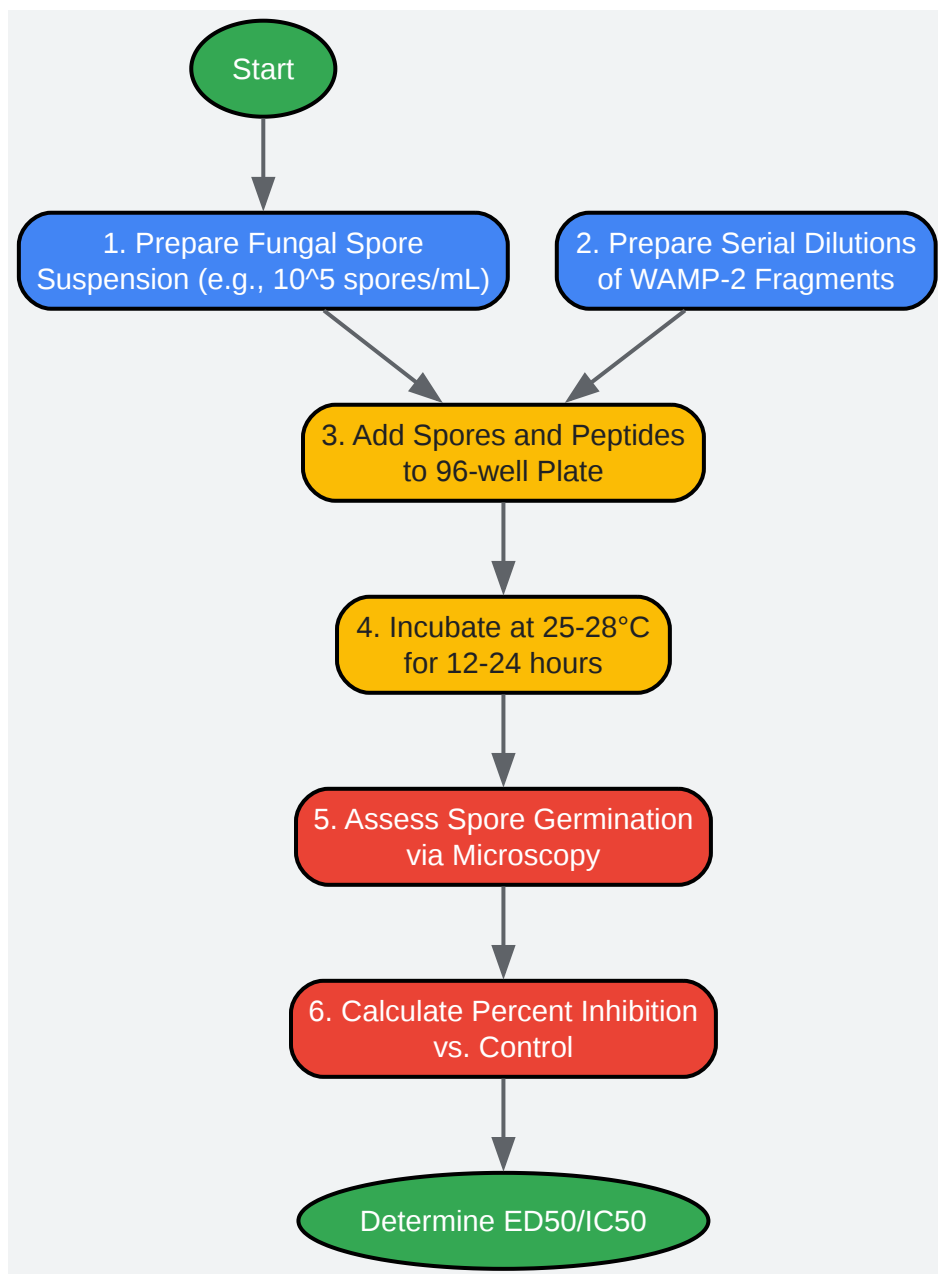 Start
1. Prepare Fungal Spore
Suspension (e.g., 10^5 spores/mL)
2. Prepare Serial Dilutions
of WAMP-2 Fragments
3. Add Spores and Peptides
to 96-well Plate
4. Incubate at 25-28°C
for 12-24 hours
5. Assess Spore Germination
via Microscopy
6. Calculate Percent Inhibition
vs. Control
Determine ED50/IC50